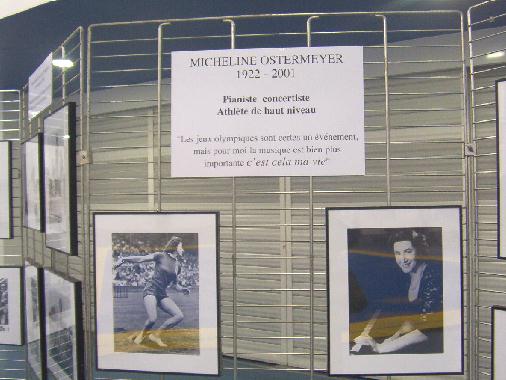 MICHELINE OSTERMEYER
1922 - 2001
Pianiste concertiste
Athlète de haut niveau
"Les jeux olympiques sont certes un événement,
mais pour moi la musique est bien plus
importante c'est cela ma vie"